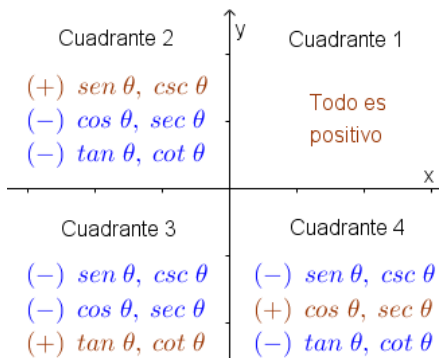 Cuadrante 2
(+) sen θ, csc θ
(−) cos θ, sec θ
(−) tan θ, cot θ
y
Cuadrante 1
Todo es
positivo
x
Cuadrante 3
(−) sen θ, csc θ
(−) cos θ, sec θ
(+) tan θ, cot θ
Cuadrante 4
(−) sen θ, csc θ
(+) cos θ, sec θ
(−) tan θ, cot θ